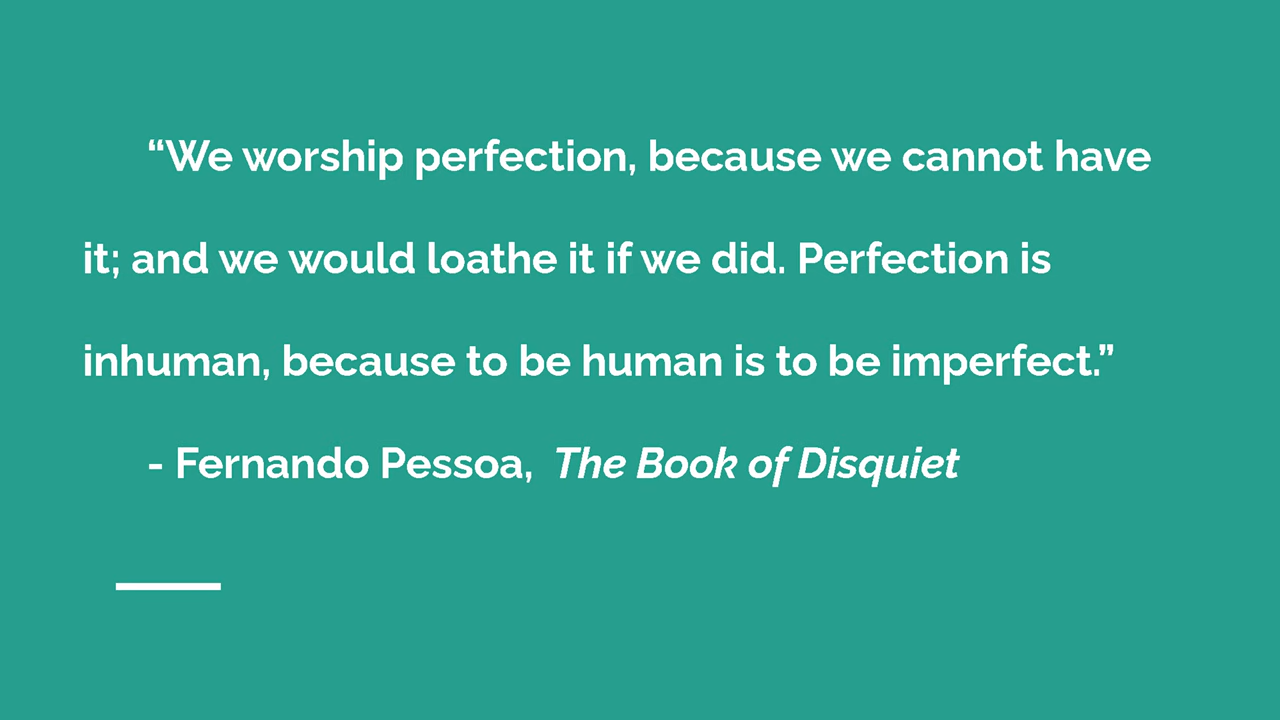 “We worship perfection, because we cannot have
it; and we would loathe it if we did. Perfection is
inhuman, because to be human is to be imperfect.”
- Fernando Pessoa, The Book of Disquiet